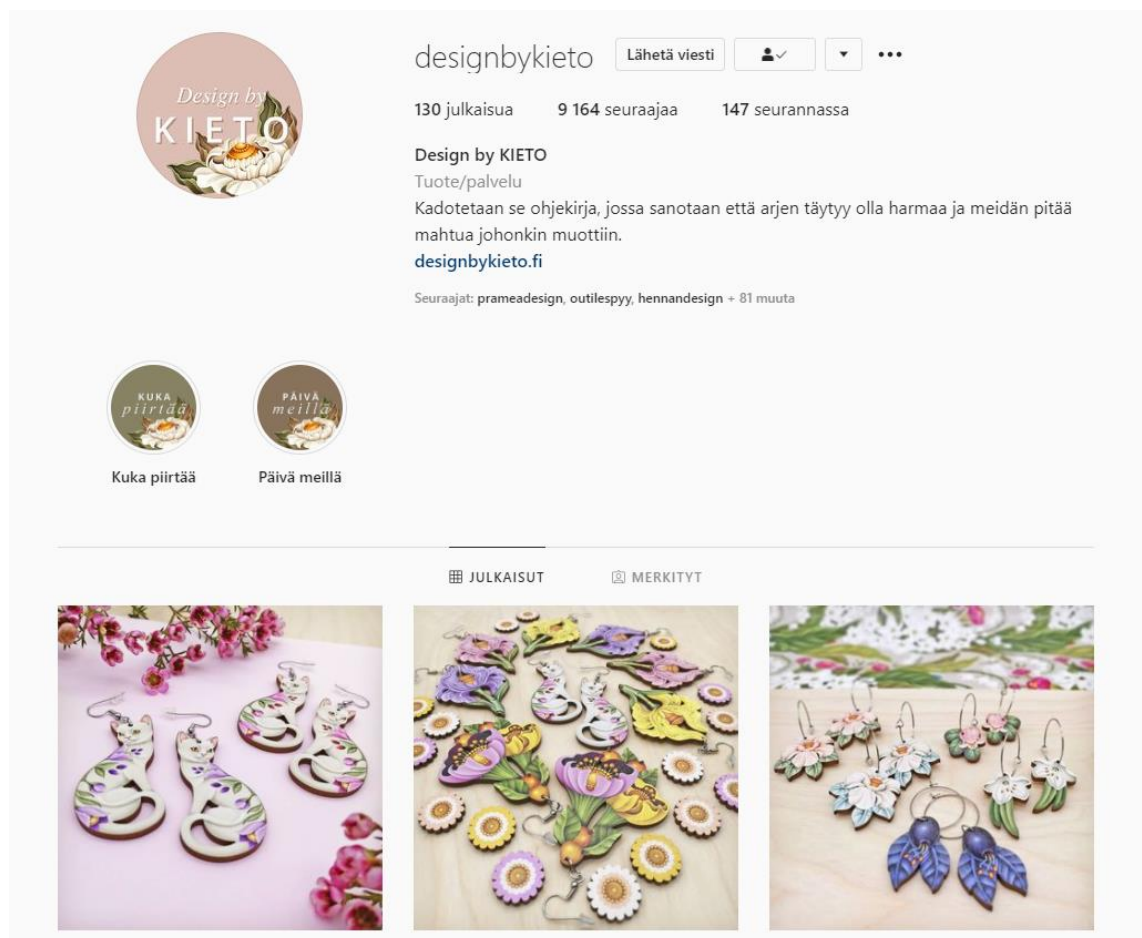 Design by
KIETO
designbykieto Lähetä viesti
130 julkaisua 9 164 seuraajaa 147 seurannassa
Design by KIETO
Tuote/palvelu
Kadotetaan se ohjekirja, jossa sanotaan että arjen täytyy olla harmaa ja meidän pitää
mahtua johonkin muottiin.
designbykieto.fi
Seuraajat: prameadesign, outilespyy, hennandesign + 81 muuta
KUKA
piirtää
PÄIVÄ
meillä
Kuka piirtää
Päivä meillä
JULKAISUT
MERKITYT